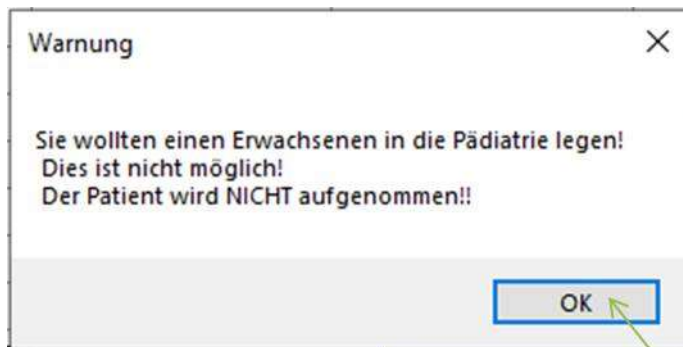 Warnung
Sie wollten einen Erwachsenen in die Pädiatrie legen!
Dies ist nicht möglich!
Der Patient wird NICHT aufgenommen!!
OK